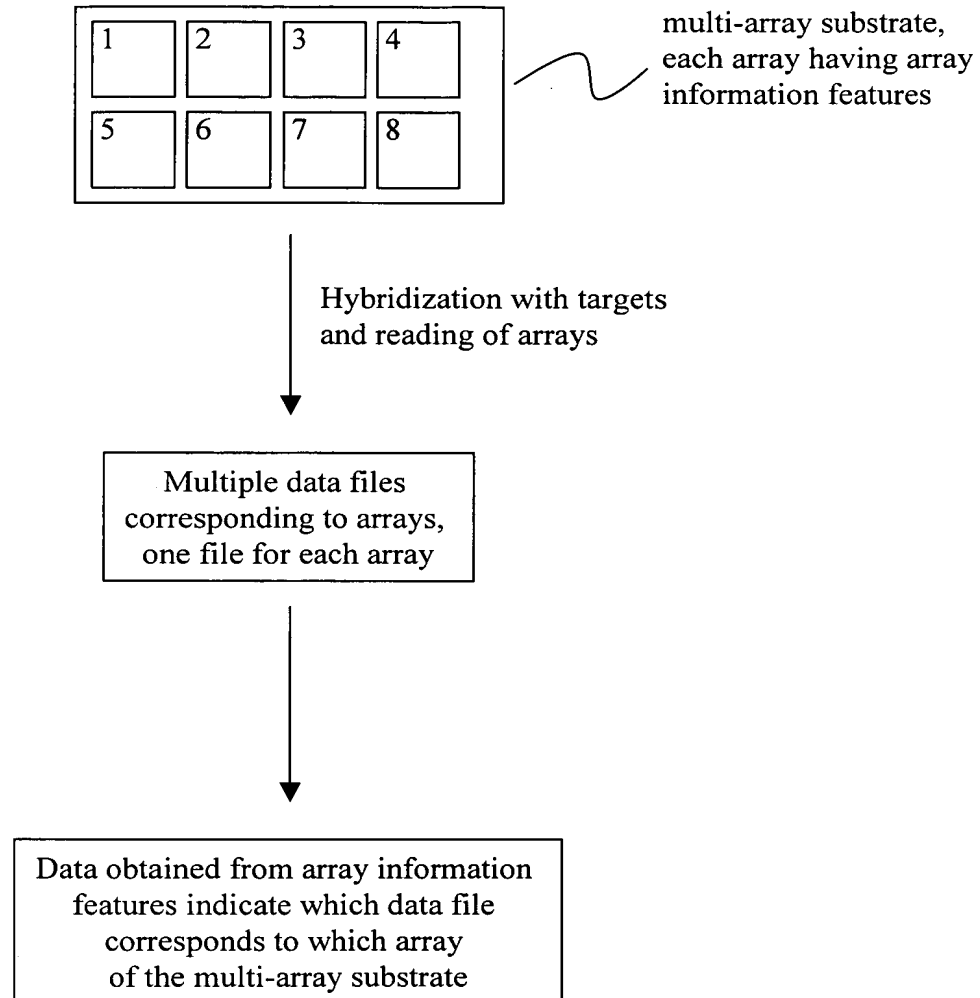 1 2 3 4
multi-array substrate,
each array having array
information features
5 6 7 8
Hybridization with targets
and reading of arrays
Multiple data files
corresponding to arrays,
one file for each array
Data obtained from array information
features indicate which data file
corresponds to which array
of the multi-array substrate